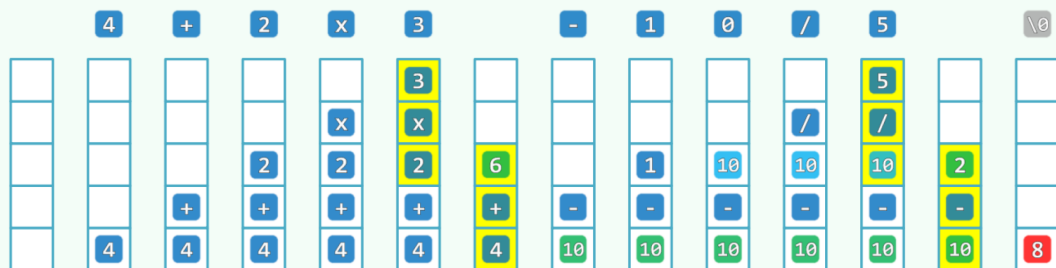 4 + 2 x 3 - 1 0 / 5 \0
3 5
x x / /
2 2 2 6 1 10 10 10 2
+ + + + + - - - - - -
4 4 4 4 4 4 10 10 10 10 10 10 8